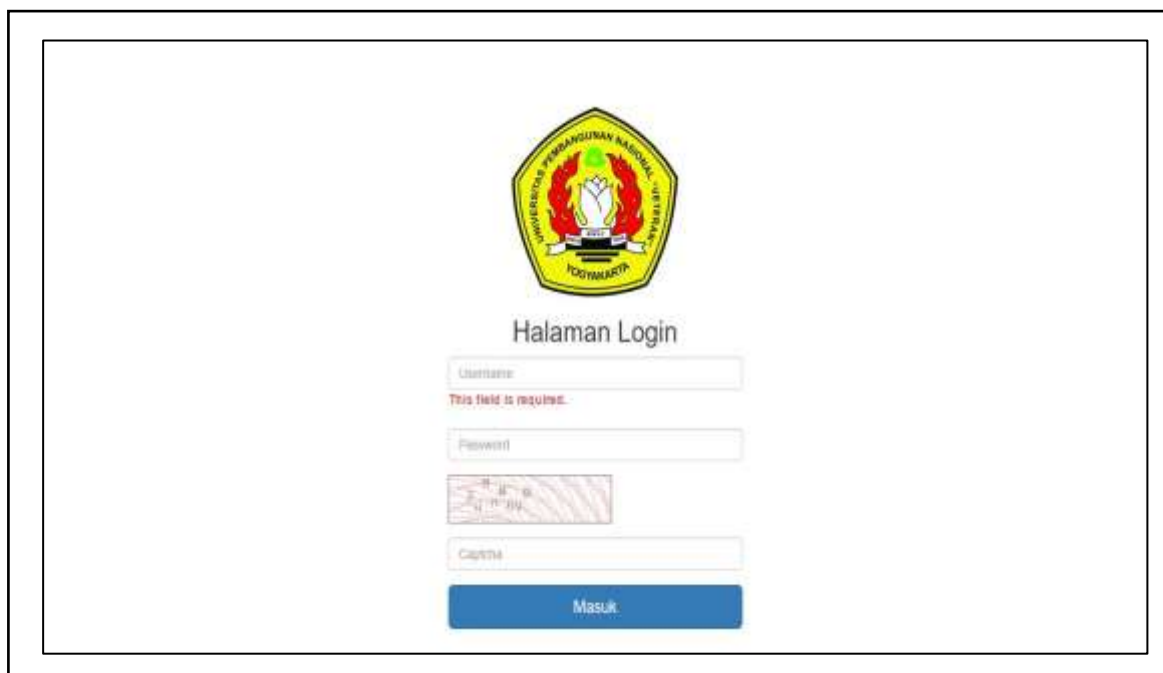 UNIVERSITAS PEMBANGUNAN NASIONAL "VETERAN"
YOGYAKARTA
Halaman Login
Username
This field is required.
Password
Captcha
Masuk